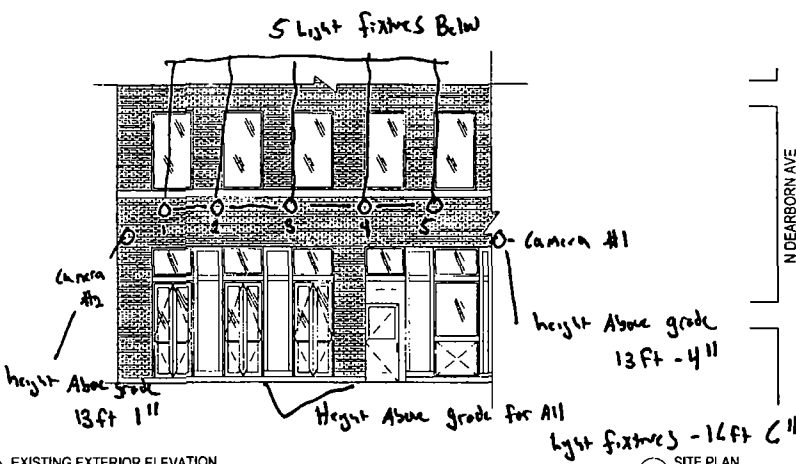 5 Light fixtures Below
1 2 3 4 5
Camera #1
Camera #2
height Above grade
13 ft - 4"
height Above grade
13 ft 1"
Height Above grade for All
light fixtures - 16 ft 6"
N DEARBORN AVE
EXISTING EXTERIOR ELEVATION
SITE PLAN